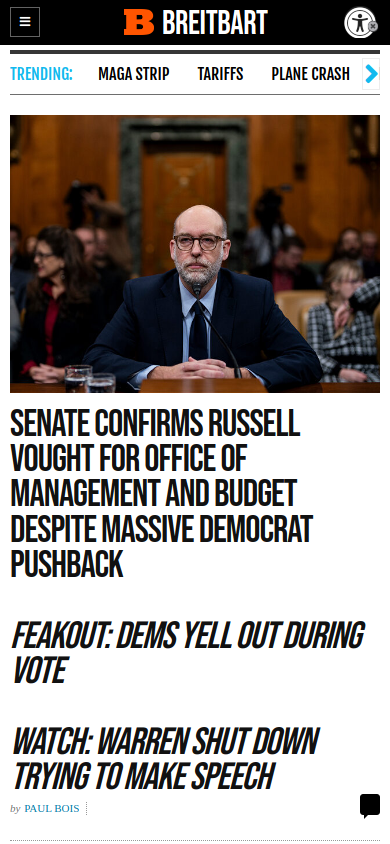 BREITBART
TRENDING: MAGA STRIP TARIFFS PLANE CRASH
SENATE CONFIRMS RUSSELL
VOUGHT FOR OFFICE OF
MANAGEMENT AND BUDGET
DESPITE MASSIVE DEMOCRAT
PUSHBACK
FEAKOUT: DEMS YELL OUT DURING
VOTE
WATCH: WARREN SHUT DOWN
TRYING TO MAKE SPEECH
by PAUL BOIS